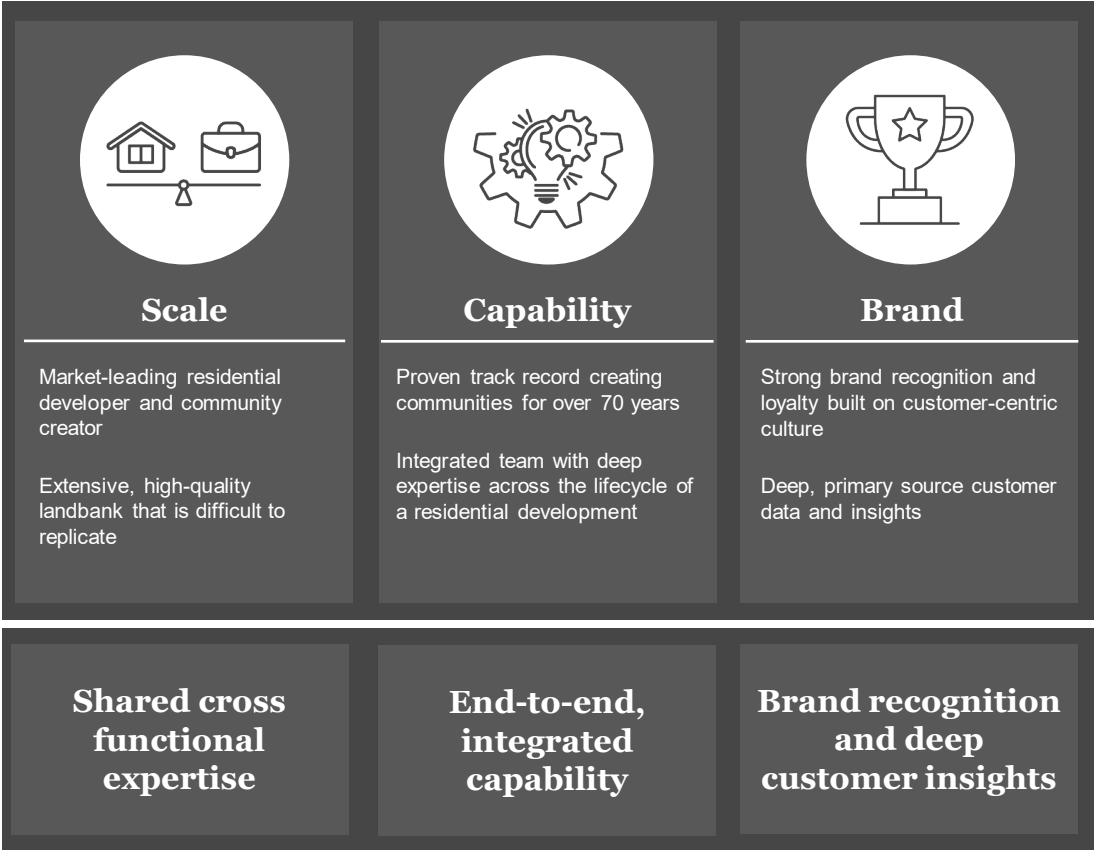 Scale
Market-leading residential
developer and community
creator
Extensive, high-quality
landbank that is difficult to
replicate
Capability
Proven track record creating
communities for over 70 years
Integrated team with deep
expertise across the lifecycle of
a residential development
Brand
Strong brand recognition and
loyalty built on customer-centric
culture
Deep, primary source customer
data and insights
Shared cross
functional
expertise
End-to-end,
integrated
capability
Brand recognition
and deep
customer insights